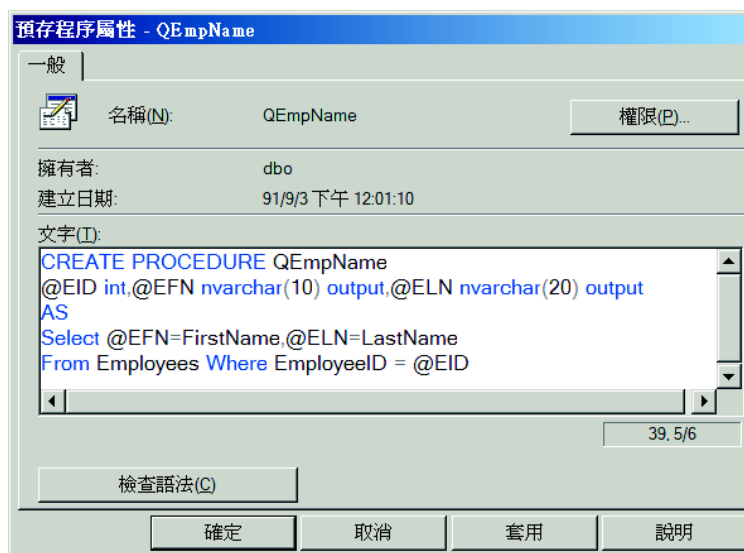 預存程序屬性 - QEmpName
一般
名稱(N): QEmpName 權限(P)...
擁有者: dbo
建立日期: 91/9/3 下午 12:01:10
文字(T):
CREATE PROCEDURE QEmpName
@EID int,@EFN nvarchar(10) output,@ELN nvarchar(20) output
AS
Select @EFN=FirstName,@ELN=LastName
From Employees Where EmployeeID = @EID
39, 5/6
檢查語法(C)
確定 取消 套用 說明